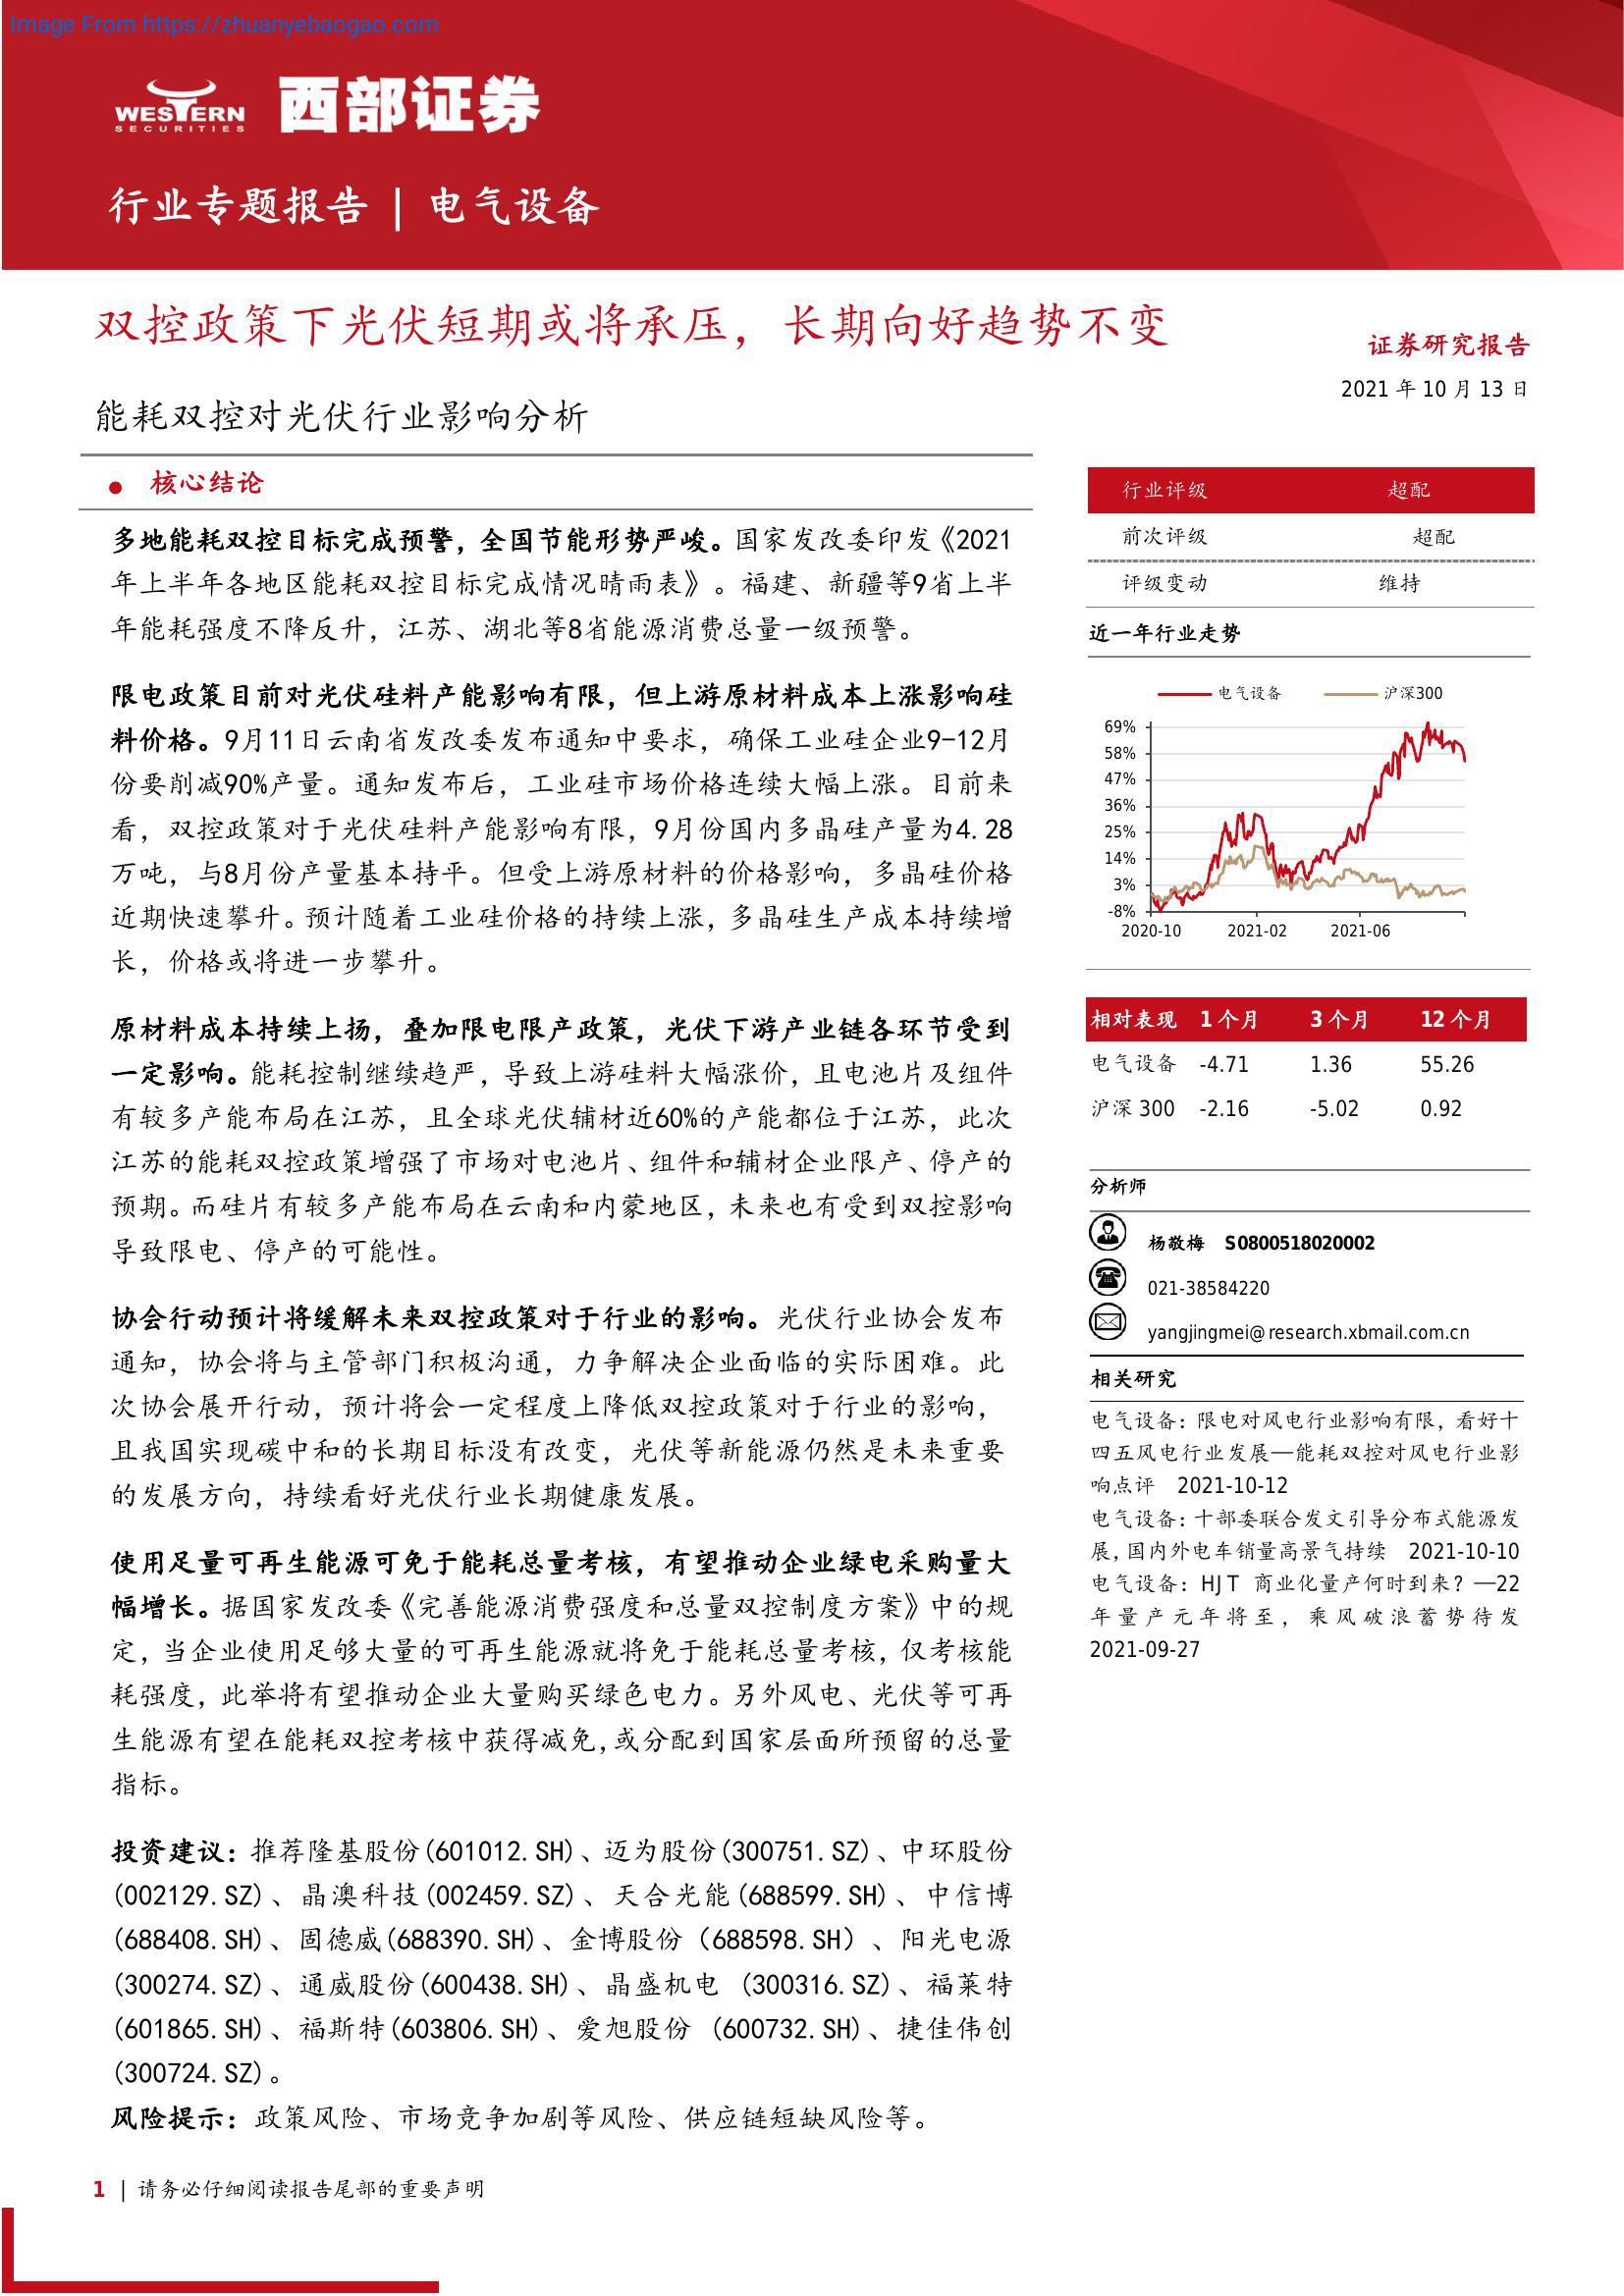 Image From https://zhuanyebaogao.com
WESTERN
SECURITIES
西部证券
行业专题报告 | 电气设备
双控政策下光伏短期或将承压，长期向好趋势不变
能耗双控对光伏行业影响分析
证券研究报告
2021 年 10 月 13 日
● 核心结论
多地能耗双控目标完成预警，全国节能形势严峻。国家发改委印发《2021
年上半年各地区能耗双控目标完成情况晴雨表》。福建、新疆等9省上半
年能耗强度不降反升，江苏、湖北等8省能源消费总量一级预警。
限电政策目前对光伏硅料产能影响有限，但上游原材料成本上涨影响硅
料价格。9月11日云南省发改委发布通知中要求，确保工业硅企业9-12月
份要削减90%产量。通知发布后，工业硅市场价格连续大幅上涨。目前来
看，双控政策对于光伏硅料产能影响有限，9月份国内多晶硅产量为4.28
万吨，与8月份产量基本持平。但受上游原材料的价格影响，多晶硅价格
近期快速攀升。预计随着工业硅价格的持续上涨，多晶硅生产成本持续增
长，价格或将进一步攀升。
原材料成本持续上扬，叠加限电限产政策，光伏下游产业链各环节受到
一定影响。能耗控制继续趋严，导致上游硅料大幅涨价，且电池片及组件
有较多产能布局在江苏，且全球光伏辅材近60%的产能都位于江苏，此次
江苏的能耗双控政策增强了市场对电池片、组件和辅材企业限产、停产的
预期。而硅片有较多产能布局在云南和内蒙地区，未来也有受到双控影响
导致限电、停产的可能性。
协会行动预计将缓解未来双控政策对于行业的影响。光伏行业协会发布
通知，协会将与主管部门积极沟通，力争解决企业面临的实际困难。此
次协会展开行动，预计将会一定程度上降低双控政策对于行业的影响，
且我国实现碳中和的长期目标没有改变，光伏等新能源仍然是未来重要
的发展方向，持续看好光伏行业长期健康发展。
使用足量可再生能源可免于能耗总量考核，有望推动企业绿电采购量大
幅增长。据国家发改委《完善能源消费强度和总量双控制度方案》中的规
定，当企业使用足够大量的可再生能源就将免于能耗总量考核，仅考核能
耗强度，此举将有望推动企业大量购买绿色电力。另外风电、光伏等可再
生能源有望在能耗双控考核中获得减免，或分配到国家层面所预留的总量
指标。
投资建议：推荐隆基股份(601012.SH)、迈为股份(300751.SZ)、中环股份
(002129.SZ)、晶澳科技(002459.SZ)、天合光能(688599.SH)、中信博
(688408.SH)、固德威(688390.SH)、金博股份（688598.SH）、阳光电源
(300274.SZ)、通威股份(600438.SH)、晶盛机电 (300316.SZ)、福莱特
(601865.SH)、福斯特(603806.SH)、爱旭股份 (600732.SH)、捷佳伟创
(300724.SZ)。
风险提示：政策风险、市场竞争加剧等风险、供应链短缺风险等。
行业评级 超配
前次评级 超配
评级变动 维持
近一年行业走势
电气设备 沪深300
69%
58%
47%
36%
25%
14%
3%
-8%
2020-10 2021-02 2021-06
相对表现 1 个月 3 个月 12 个月
电气设备 -4.71 1.36 55.26
沪深 300 -2.16 -5.02 0.92
分析师
杨敬梅 S0800518020002
021-38584220
yangjingmei@research.xbmail.com.cn
相关研究
电气设备：限电对风电行业影响有限，看好十
四五风电行业发展—能耗双控对风电行业影
响点评 2021-10-12
电气设备：十部委联合发文引导分布式能源发
展，国内外电车销量高景气持续 2021-10-10
电气设备：HJT 商业化量产何时到来？—22
年量产元年将至，乘风破浪蓄势待发
2021-09-27
1 | 请务必仔细阅读报告尾部的重要声明